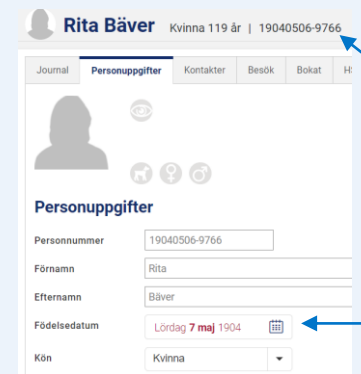 Rita Bäver Kvinna 119 år | 19040506-9766
Journal Personuppgifter Kontakter Besök Bokat
Personuppgifter
Personnummer 19040506-9766
Förnamn Rita
Efternamn Bäver
Födelsedatum Lördag 7 maj 1904
Kön Kvinna